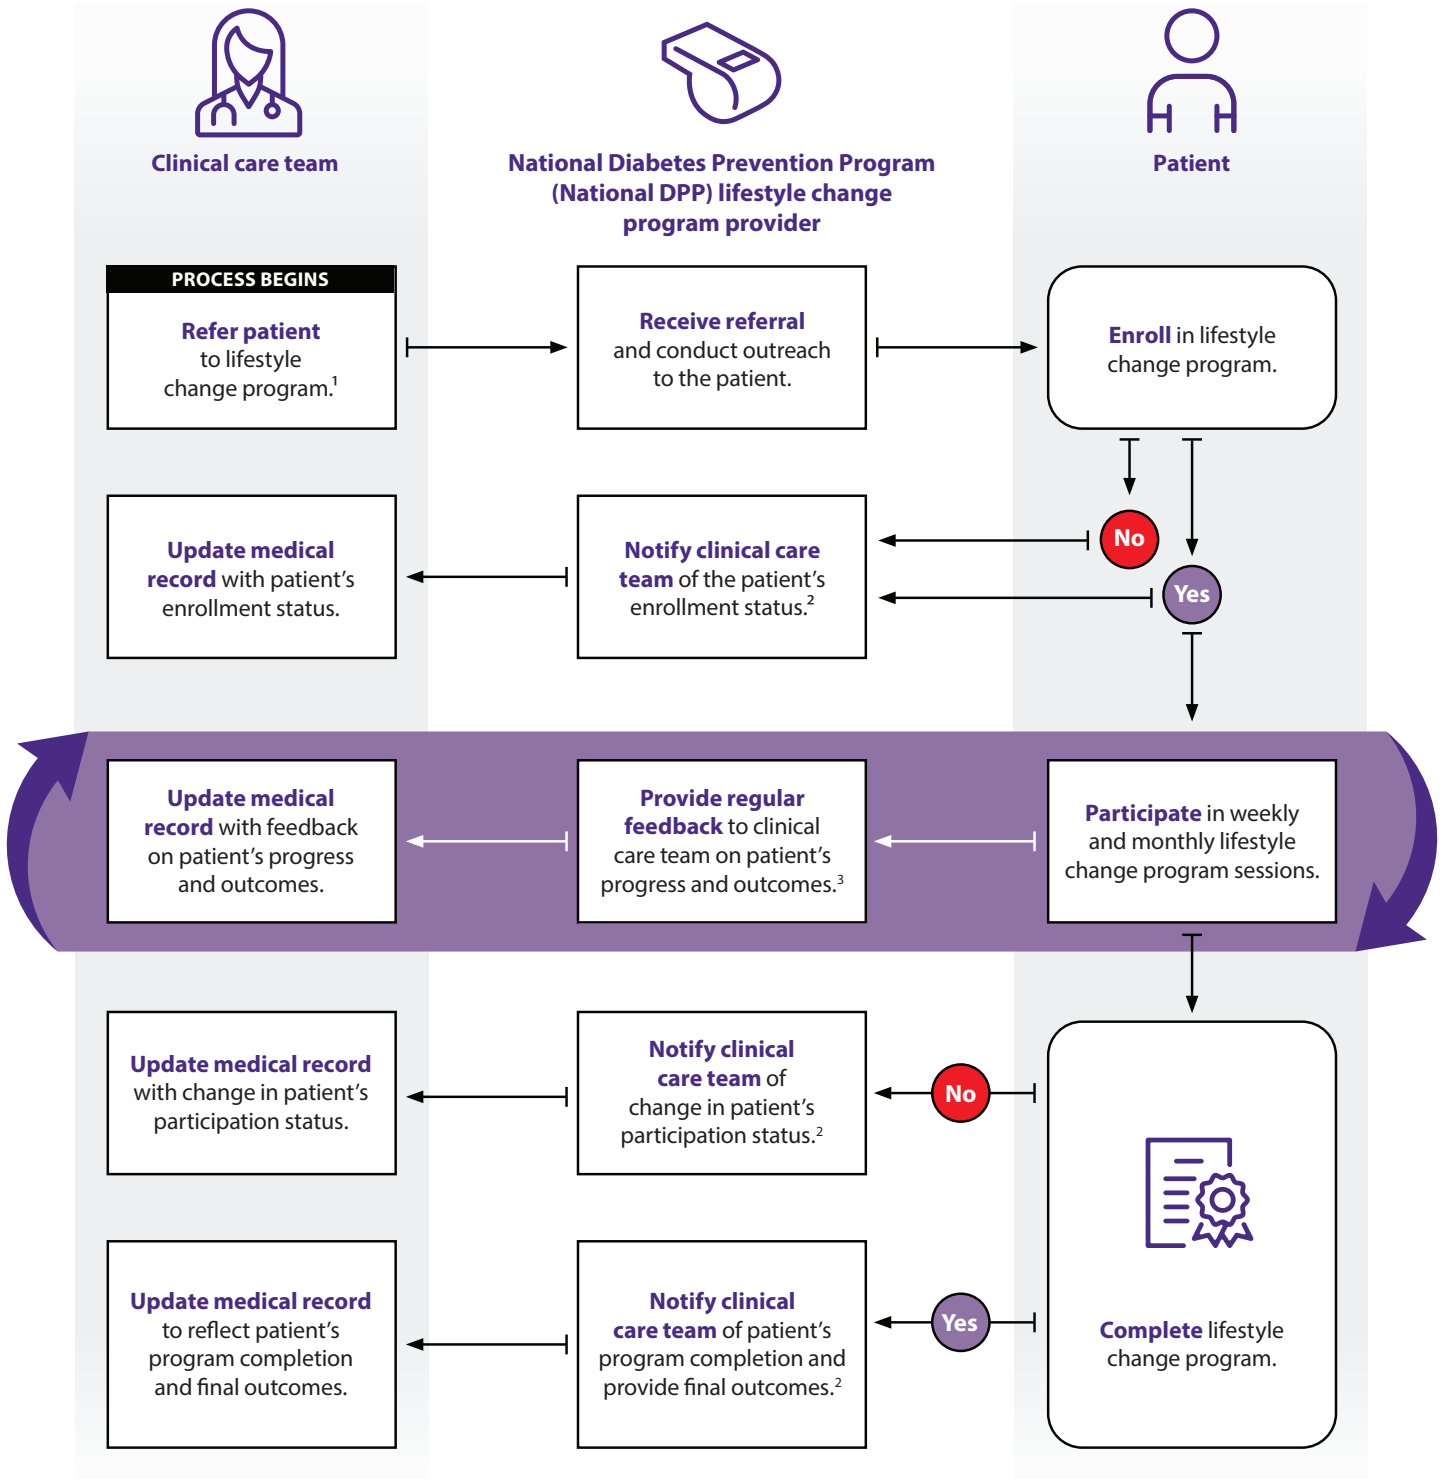 Clinical care team
National Diabetes Prevention Program
(National DPP) lifestyle change
program provider
Patient
PROCESS BEGINS
Refer patient
to lifestyle
change program.¹
Receive referral
and conduct outreach
to the patient.
Enroll in lifestyle
change program.
No
Yes
Update medical
record with patient’s
enrollment status.
Notify clinical care
team of the patient’s
enrollment status.²
Update medical
record with feedback
on patient’s progress
and outcomes.
Provide regular
feedback to clinical
care team on patient’s
progress and outcomes.³
Participate in weekly
and monthly lifestyle
change program sessions.
Update medical record
with change in patient’s
participation status.
Notify clinical
care team of
change in patient’s
participation status.²
No
Update medical record
to reflect patient’s
program completion
and final outcomes.
Notify clinical
care team of patient’s
program completion and
provide final outcomes.²
Yes
Complete lifestyle
change program.